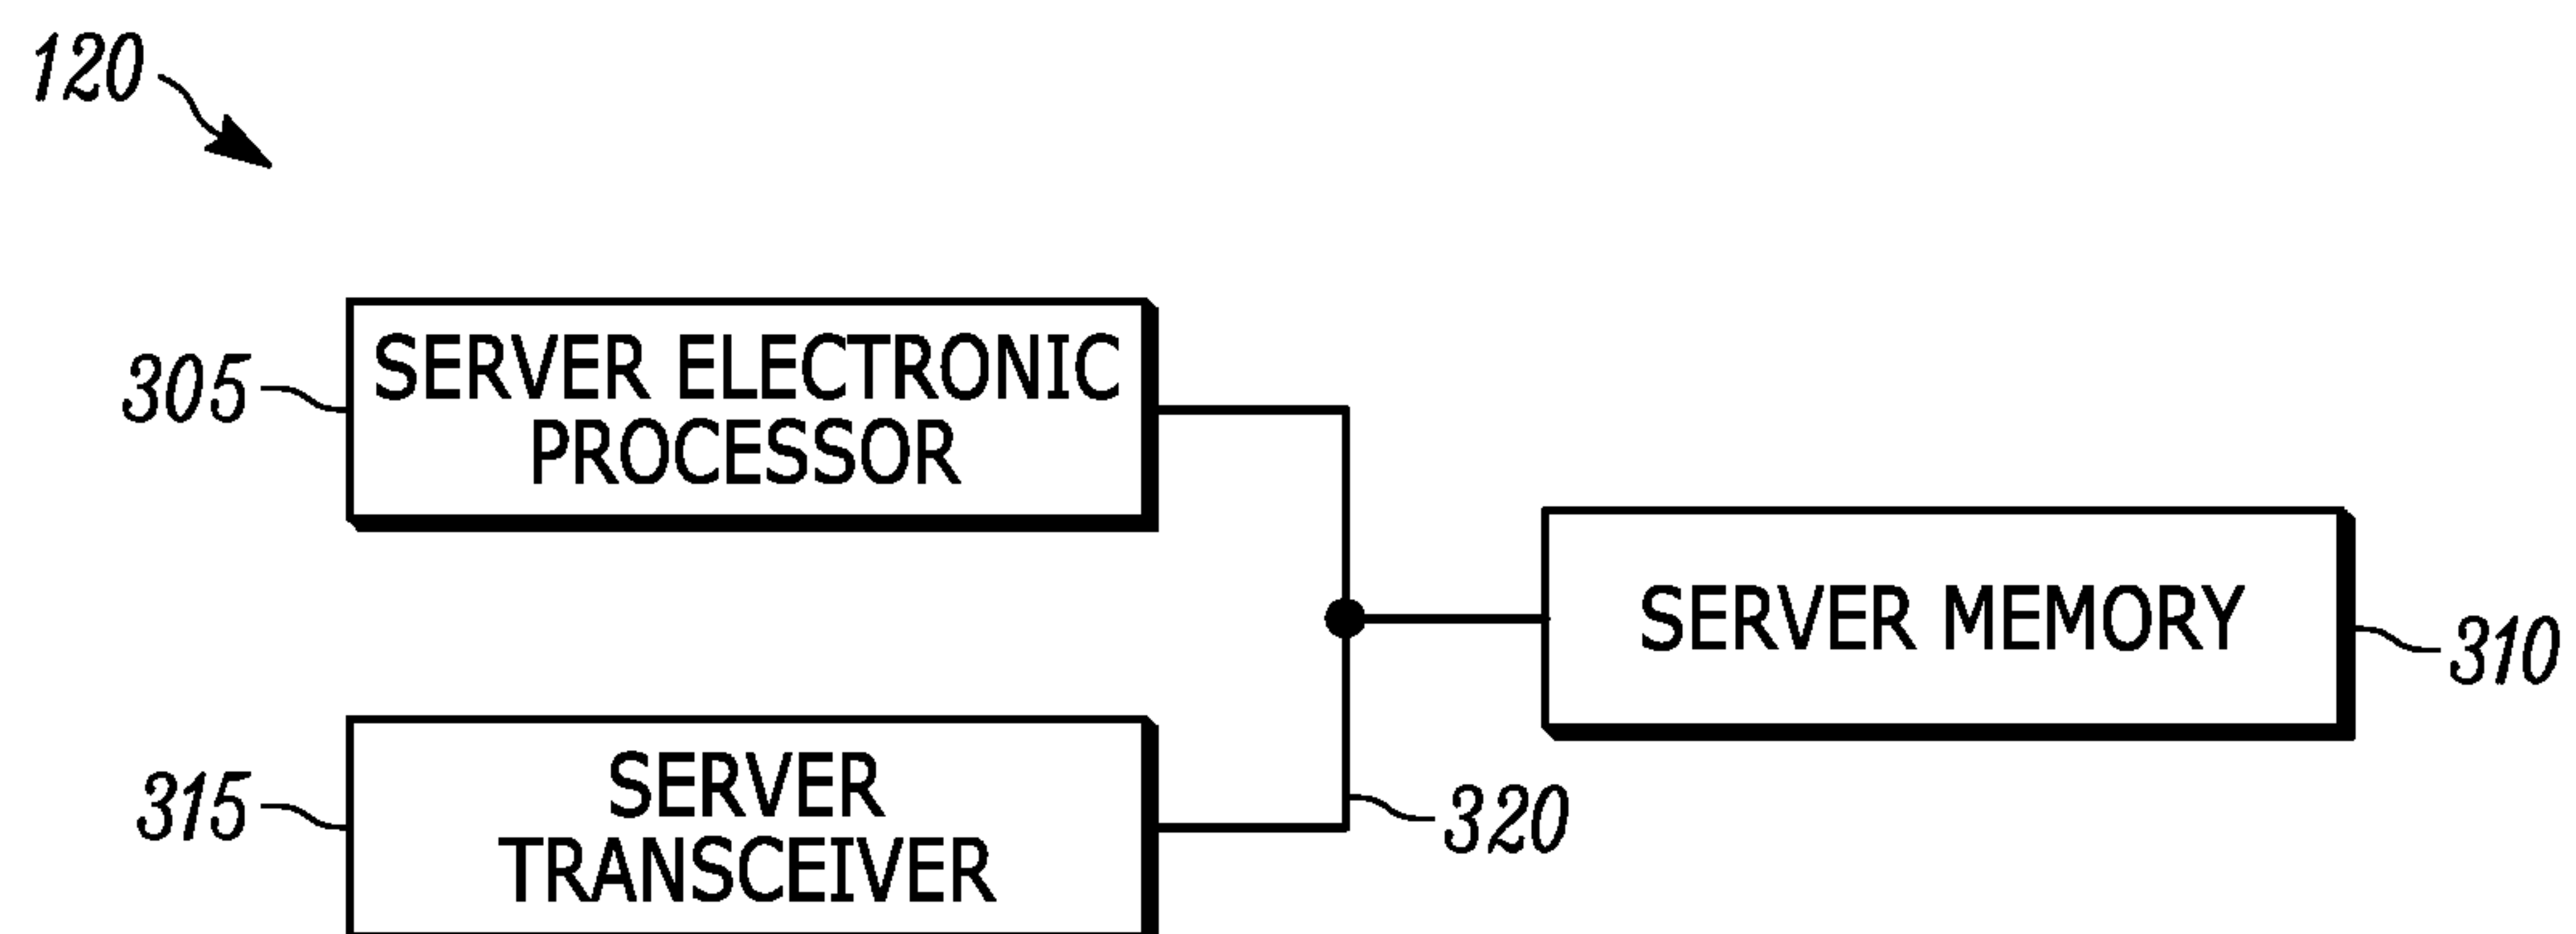 120
305
SERVER ELECTRONIC
PROCESSOR
SERVER MEMORY
310
315
SERVER
TRANSCEIVER
320